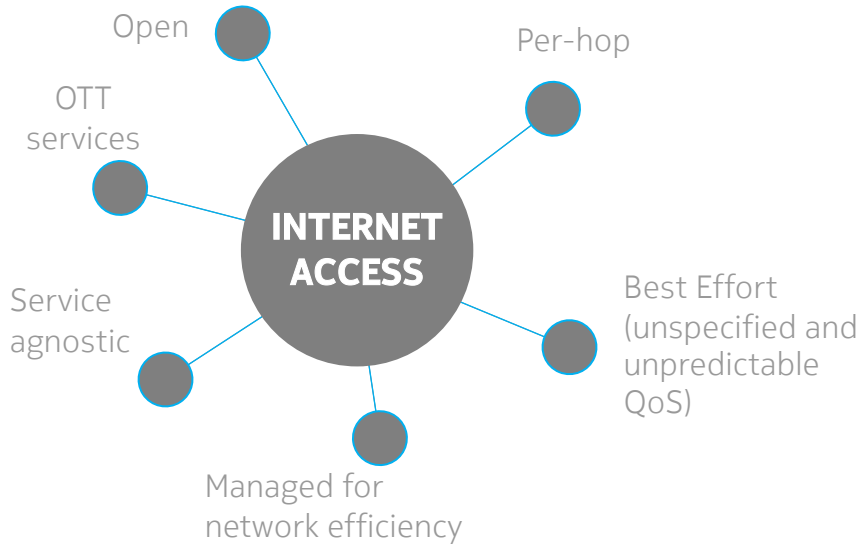 Open
Per-hop
OTT
services
INTERNET
ACCESS
Service
agnostic
Best Effort
(unspecified and
unpredictable
QoS)
Managed for
network efficiency